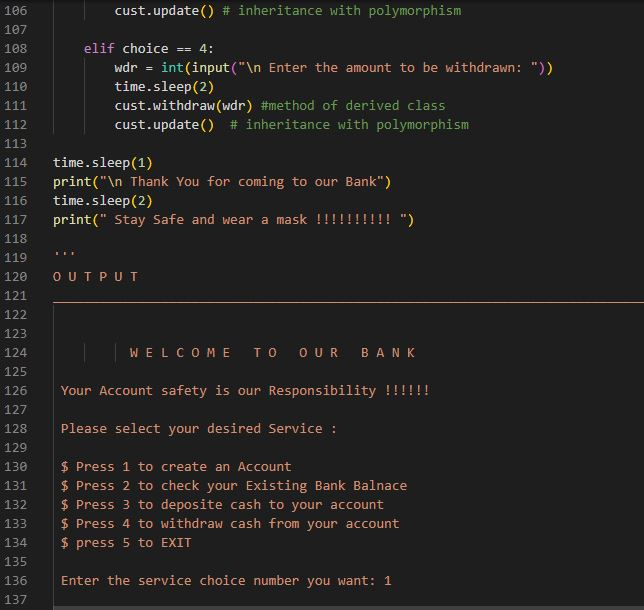 106 cust.update() # inheritance with polymorphism
107
108 elif choice == 4:
109 wdr = int(input("\n Enter the amount to be withdrawn: "))
110 time.sleep(2)
111 cust.withdraw(wdr) #method of derived class
112 cust.update()  # inheritance with polymorphism
113
114 time.sleep(1)
115 print("\n Thank You for coming to our Bank")
116 time.sleep(2)
117 print(" Stay Safe and wear a mask !!!!!!!!!! ")
118
119 '''
120 O U T P U T
121
122
123
124 W E L C O M E   T O   O U R   B A N K
125
126 Your Account safety is our Responsibility !!!!!!
127
128 Please select your desired Service :
129
130 $ Press 1 to create an Account
131 $ Press 2 to check your Existing Bank Balnace
132 $ Press 3 to deposite cash to your account
133 $ Press 4 to withdraw cash from your account
134 $ press 5 to EXIT
135
136 Enter the service choice number you want: 1
137